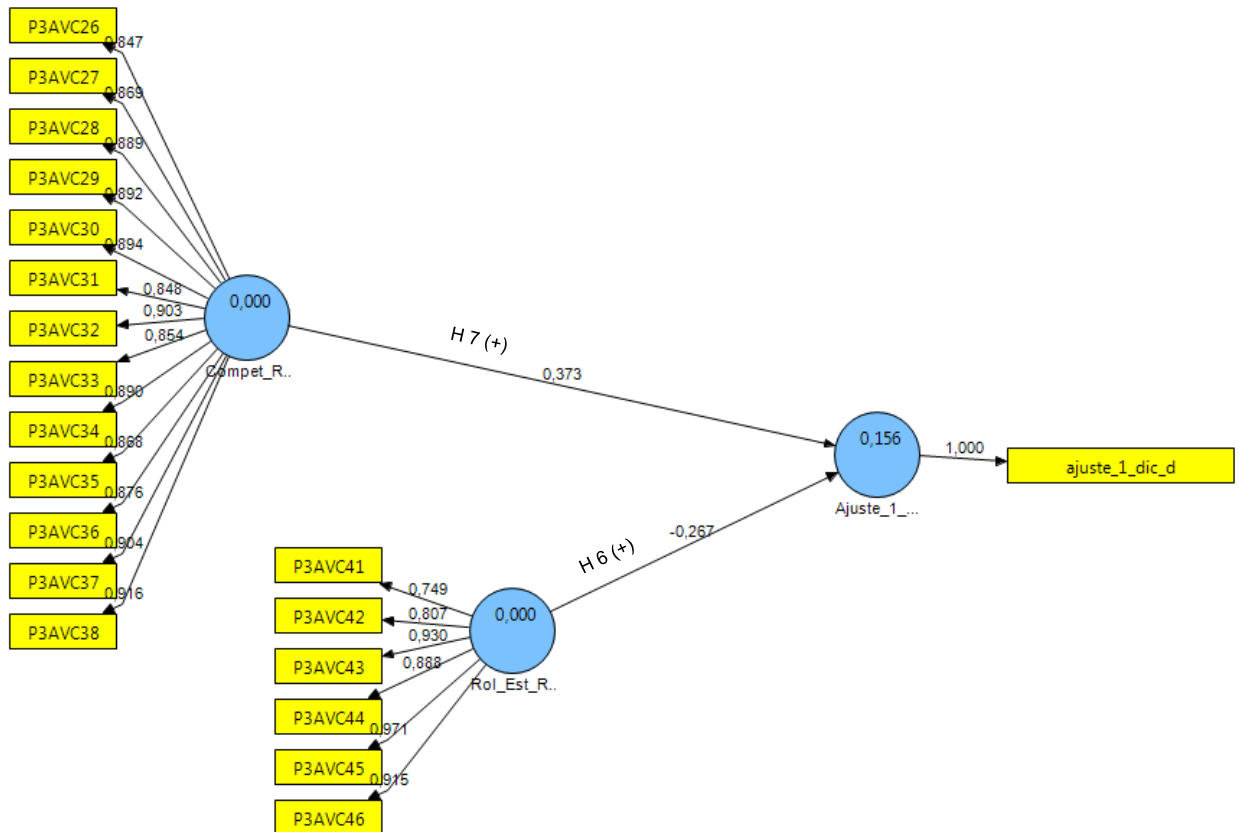 P3AVC26
0,847
P3AVC27
0,869
P3AVC28
0,889
P3AVC29
0,892
P3AVC30
0,894
P3AVC31
0,848
P3AVC32
0,903
0,854
P3AVC33
0,890
P3AVC34
0,868
P3AVC35
0,876
P3AVC36
0,904
P3AVC37
0,916
P3AVC38
0,000
Compet_R..
H 7 (+)
0,373
0,156
Ajuste_1_...
1,000
ajuste_1_dic_d
H 6 (+)
-0,267
P3AVC41
0,749
P3AVC42
0,807
0,930
P3AVC43
0,888
P3AVC44
0,971
P3AVC45
0,915
P3AVC46
0,000
Rol_Est_R..